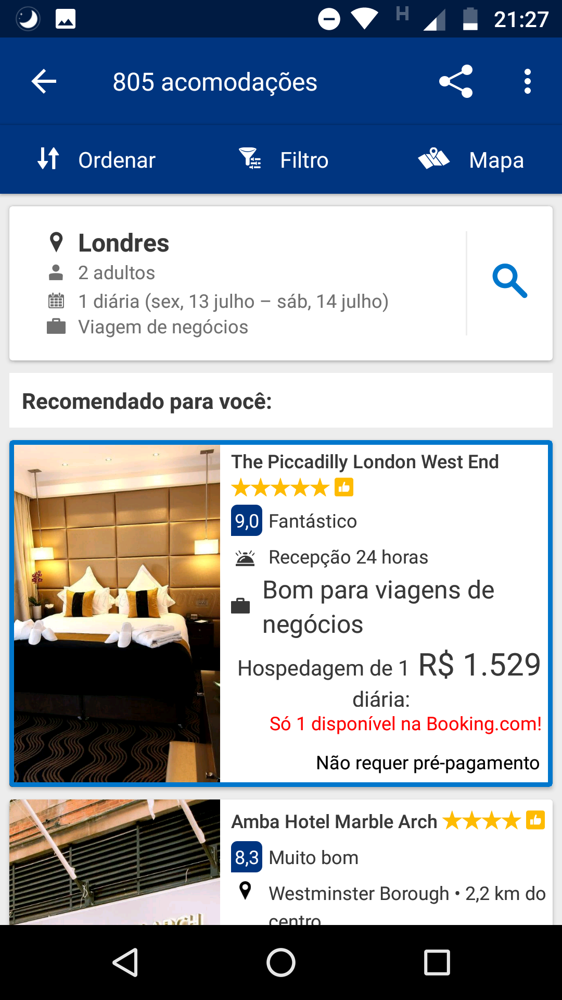 H 21:27
805 acomodações
Ordenar Filtro Mapa
Londres
2 adultos
1 diária (sex, 13 julho – sáb, 14 julho)
Viagem de negócios
Recomendado para você:
The Piccadilly London West End
9,0 Fantástico
Recepção 24 horas
Bom para viagens de
negócios
Hospedagem de 1 R$ 1.529
diária:
Só 1 disponível na Booking.com!
Não requer pré-pagamento
Amba Hotel Marble Arch
8,3 Muito bom
Westminster Borough • 2,2 km do
centro